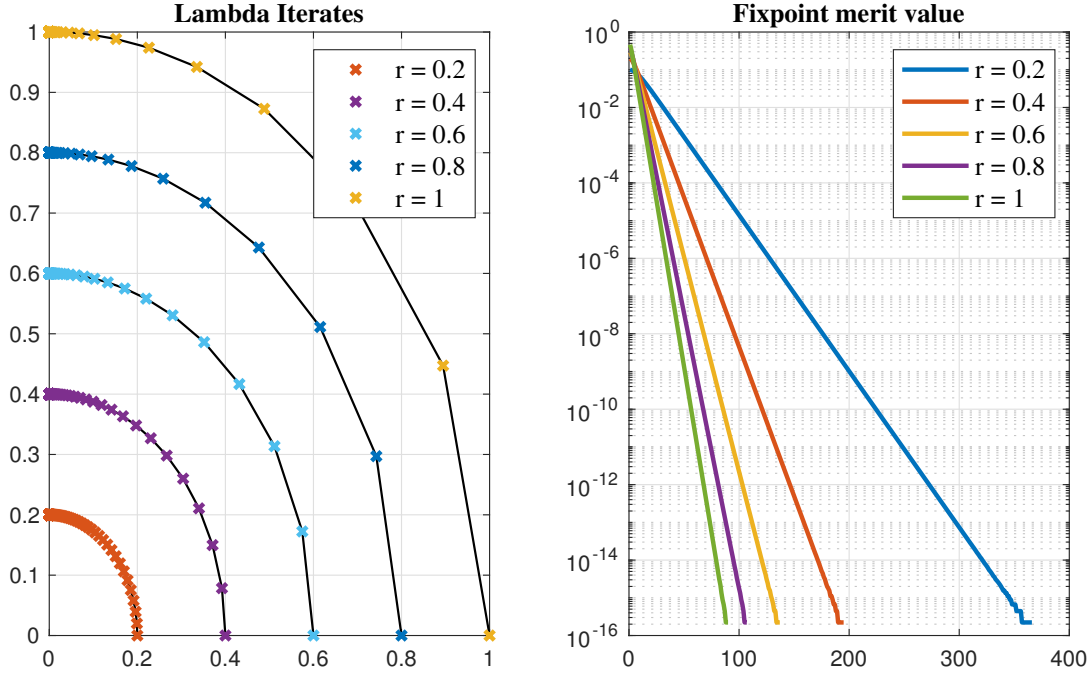 Lambda Iterates
1
0.9
0.8
0.7
0.6
0.5
0.4
0.3
0.2
0.1
0
0
0.2
0.4
0.6
0.8
1
r = 0.2
r = 0.4
r = 0.6
r = 0.8
r = 1
Fixpoint merit value
10^0
10^-2
10^-4
10^-6
10^-8
10^-10
10^-12
10^-14
10^-16
0
100
200
300
400
r = 0.2
r = 0.4
r = 0.6
r = 0.8
r = 1